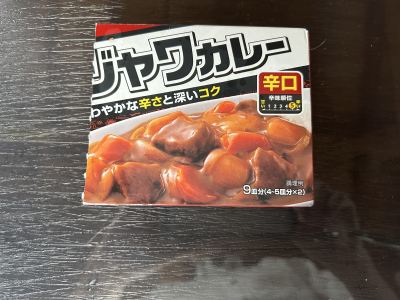 ジャワカレー
わやかな辛さと深いコク
辛口
辛味順位
1 2 3 4 5
調理例
9皿分(4~5皿分×2)